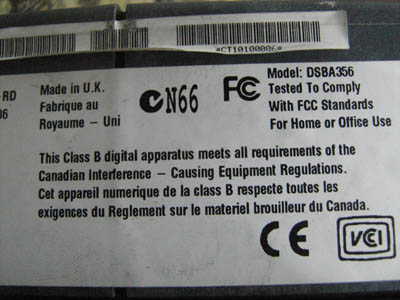 *CT10100006*
-RD
06
Made in U.K.
Fabrique au
Royaume - Uni
N66
FC
Model: DSBA356
Tested To Comply
With FCC Standards
For Home or Office Use
This Class B digital apparatus meets all requirements of the
Canadian Interference – Causing Equipment Regulations.
Cet appareil numerique de la class B respecte toutes les
exigences du Reglement sur le materiel brouilleur du Canada.
CE
VCI